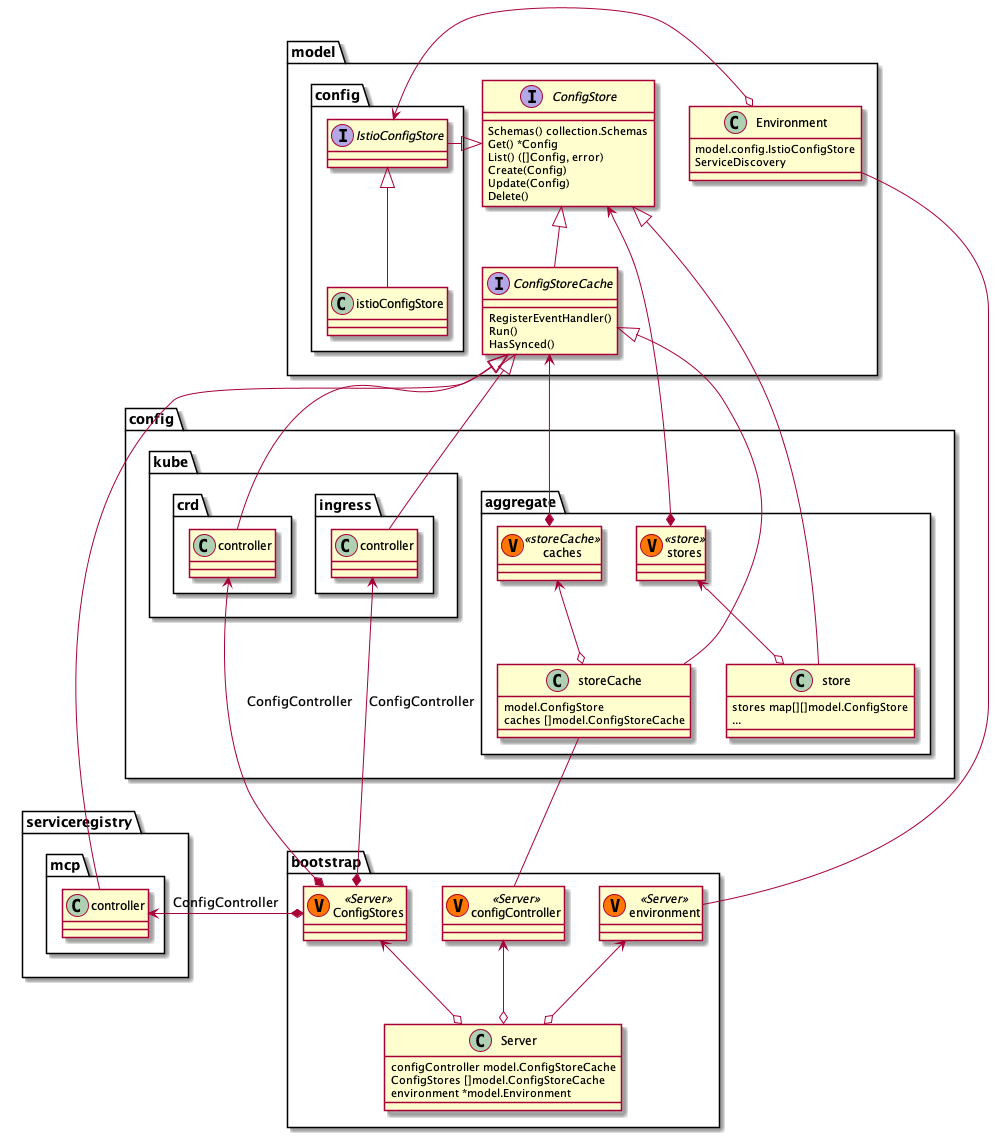 model
config
I ConfigStore
Schemas() collection.Schemas
Get() *Config
List() ([]Config, error)
Create(Config)
Update(Config)
Delete()
C Environment
model.config.IstioConfigStore
ServiceDiscovery
I IstioConfigStore
I ConfigStoreCache
RegisterEventHandler()
Run()
HasSynced()
C istioConfigStore
config
kube
crd
C controller
ingress
C controller
aggregate
V «storeCache»
caches
V «store»
stores
C storeCache
model.ConfigStore
caches []model.ConfigStoreCache
C store
stores map[][]model.ConfigStore
...
ConfigController
ConfigController
serviceregistry
mcp
C controller
ConfigController
bootstrap
V «Server»
ConfigStores
V «Server»
configController
V «Server»
environment
C Server
configController model.ConfigStoreCache
ConfigStores []model.ConfigStoreCache
environment *model.Environment